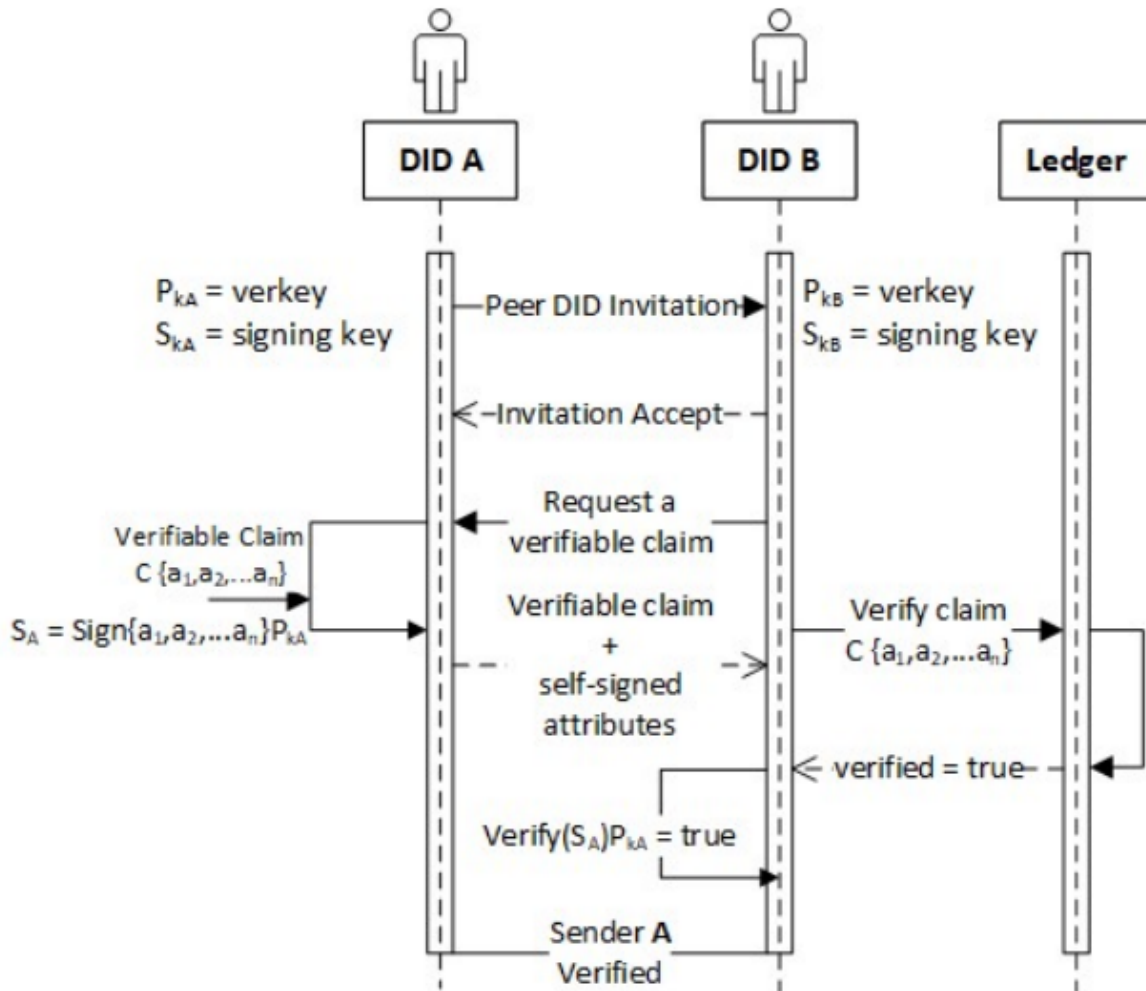 DID A
DID B
Ledger
PₖA = verkey
SₖA = signing key
Peer DID Invitation
PₖB = verkey
SₖB = signing key
Invitation Accept
Request a
verifiable claim
Verifiable Claim
C {a₁,a₂,...aₙ}
S_A = Sign{a₁,a₂,...aₙ}PₖA
Verifiable claim
+
self-signed
attributes
Verify claim
C {a₁,a₂,...aₙ}
verified = true
Verify(S_A)PₖA = true
Sender A
Verified